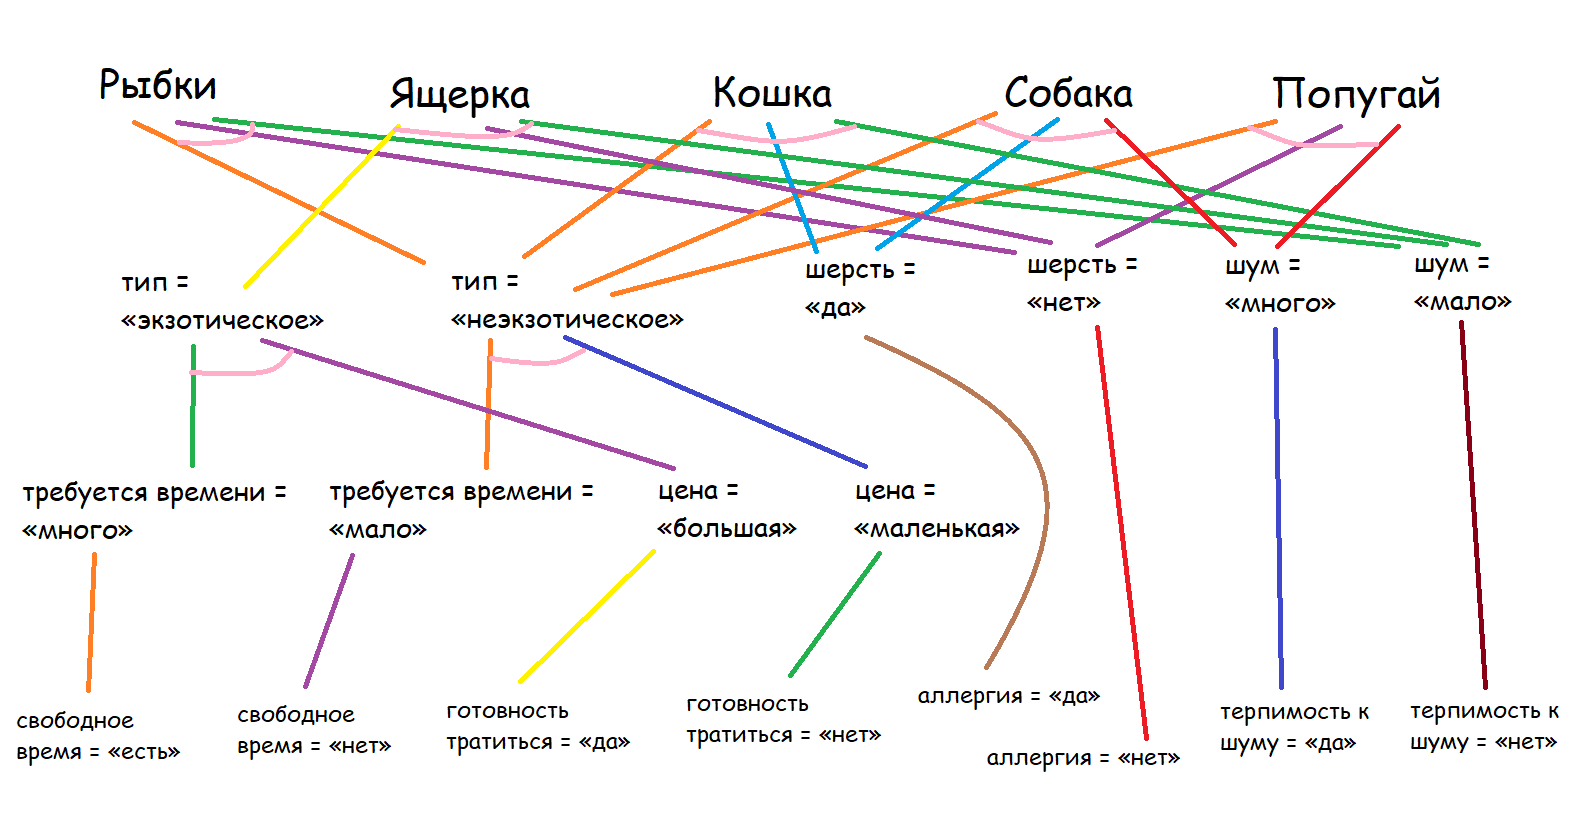 Рыбки
Ящерка
Кошка
Собака
Попугай
тип =
«экзотическое»
тип =
«неэкзотическое»
шерсть =
«да»
шерсть =
«нет»
шум =
«много»
шум =
«мало»
требуется времени =
«много»
требуется времени =
«мало»
цена =
«большая»
цена =
«маленькая»
свободное
время = «есть»
свободное
время = «нет»
готовность
тратиться = «да»
готовность
тратиться = «нет»
аллергия = «да»
аллергия = «нет»
терпимость к
шуму = «да»
терпимость к
шуму = «нет»